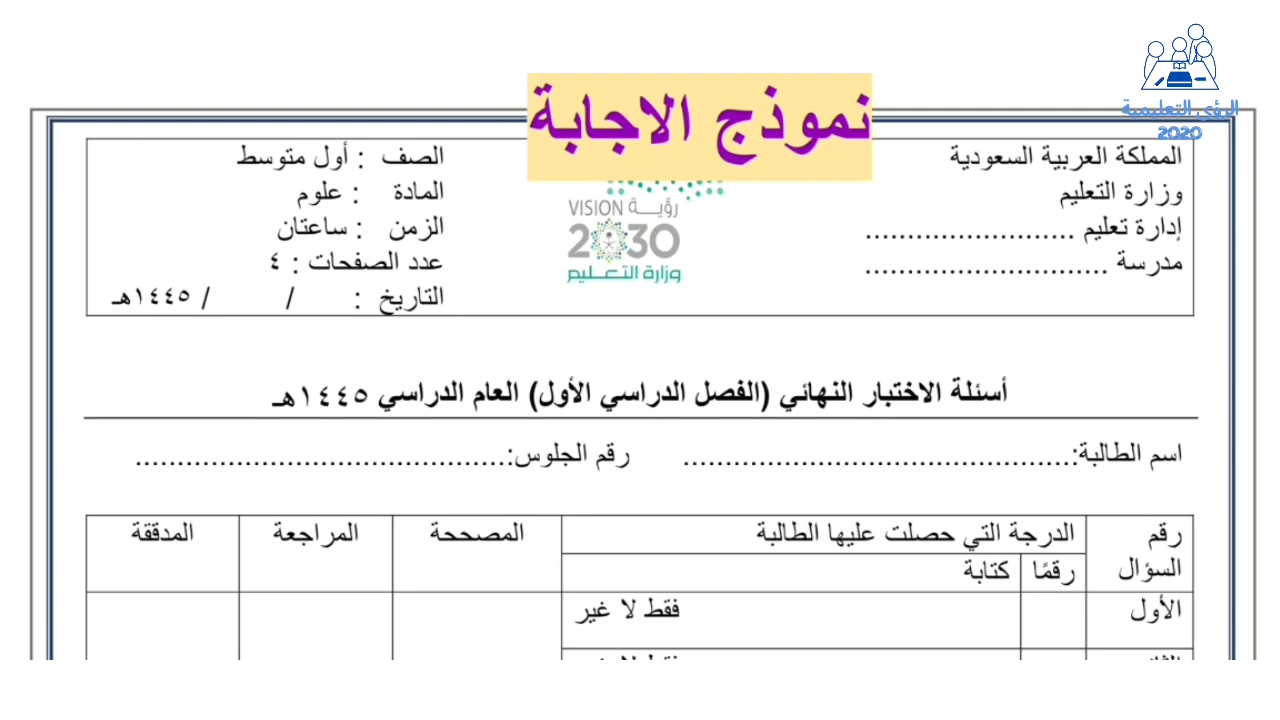 الرؤى التعليمية
2020
نموذج الاجابة
المملكة العربية السعودية
وزارة التعليم
إدارة تعليم .........................
مدرسة .............................
رؤيــة VISION
2030
وزارة التعـــليم
الصف : أول متوسط
المادة : علوم
الزمن : ساعتان
عدد الصفحات : ٤
التاريخ : / / ١٤٤٥هـ
أسئلة الاختبار النهائي (الفصل الدراسي الأول) العام الدراسي ١٤٤٥هـ
اسم الطالبة:............................................... رقم الجلوس:.............................................
رقم السؤال
الدرجة التي حصلت عليها الطالبة
رقمًا
كتابة
المصححة
المراجعة
المدققة
الأول
فقط لا غير